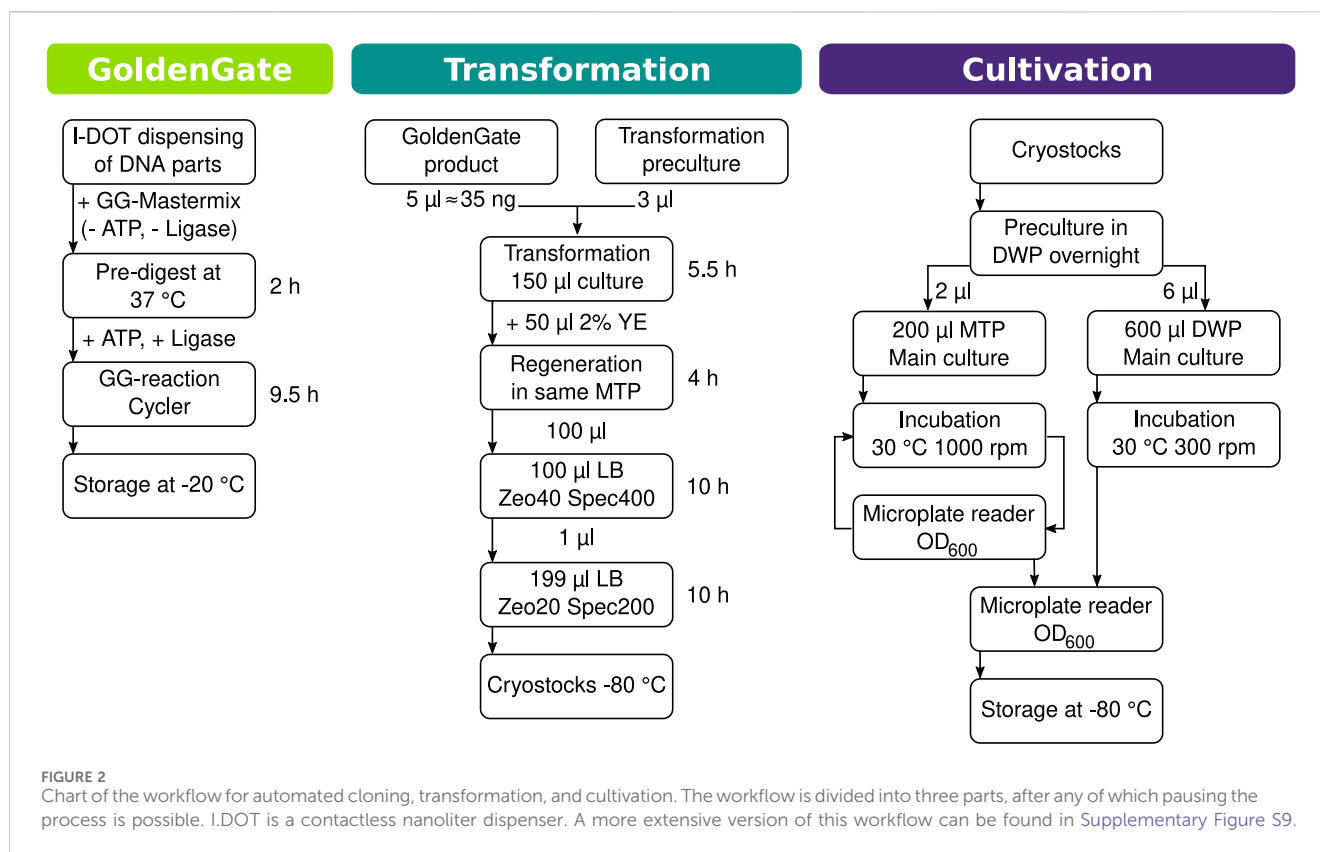 GoldenGate
I-DOT dispensing
of DNA parts
+ GG-Mastermix
(- ATP, - Ligase)
Pre-digest at
37 °C
2 h
+ ATP, + Ligase
GG-reaction
Cycler
9.5 h
Storage at -20 °C
Transformation
GoldenGate
product
Transformation
preculture
5 µl ≈ 35 ng
3 µl
Transformation
150 µl culture
5.5 h
+ 50 µl 2% YE
Regeneration
in same MTP
4 h
100 µl
100 µl LB
Zeo40 Spec400
10 h
1 µl
199 µl LB
Zeo20 Spec200
10 h
Cryostocks -80 °C
Cultivation
Cryostocks
Preculture in
DWP overnight
2 µl
6 µl
200 µl MTP
Main culture
600 µl DWP
Main culture
Incubation
30 °C 1000 rpm
Incubation
30 °C 300 rpm
Microplate reader
OD600
Microplate reader
OD600
Storage at -80 °C
FIGURE 2
Chart of the workflow for automated cloning, transformation, and cultivation. The workflow is divided into three parts, after any of which pausing the
process is possible. I.DOT is a contactless nanoliter dispenser. A more extensive version of this workflow can be found in Supplementary Figure S9.